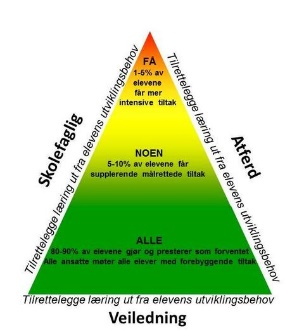 FÅ
1-5% av
elevene
får mer
intensive tiltak
NOEN
5-10% av elevene får
supplerende målrettede tiltak
ALLE
80-90% av elevene gjør og presterer som forventet
Alle ansatte møter alle elever med forebyggende tiltak
Skolefaglig
Tilrettelegge læring ut fra elevens utviklingsbehov
Atferd
Tilrettelegge læring ut fra elevens utviklingsbehov
Tilrettelegge læring ut fra elevens utviklingsbehov
Veiledning